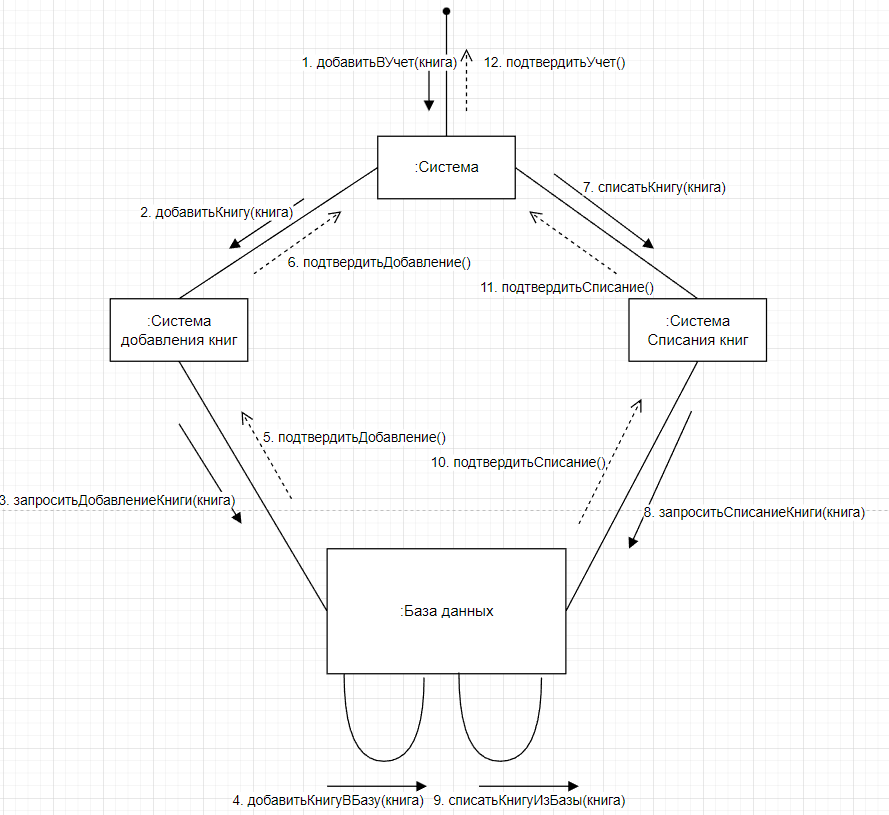 1. добавитьВУчет(книга)
12. подтвердитьУчет()
:Система
7. списатьКнигу(книга)
2. добавитьКнигу(книга)
6. подтвердитьДобавление()
11. подтвердитьСписание()
:Система
добавления книг
:Система
Списания книг
5. подтвердитьДобавление()
10. подтвердитьСписание()
3. запроситьДобавлениеКниги(книга)
8. запроситьСписаниеКниги(книга)
:База данных
4. добавитьКнигуВБазу(книга)
9. списатьКнигуИзБазы(книга)